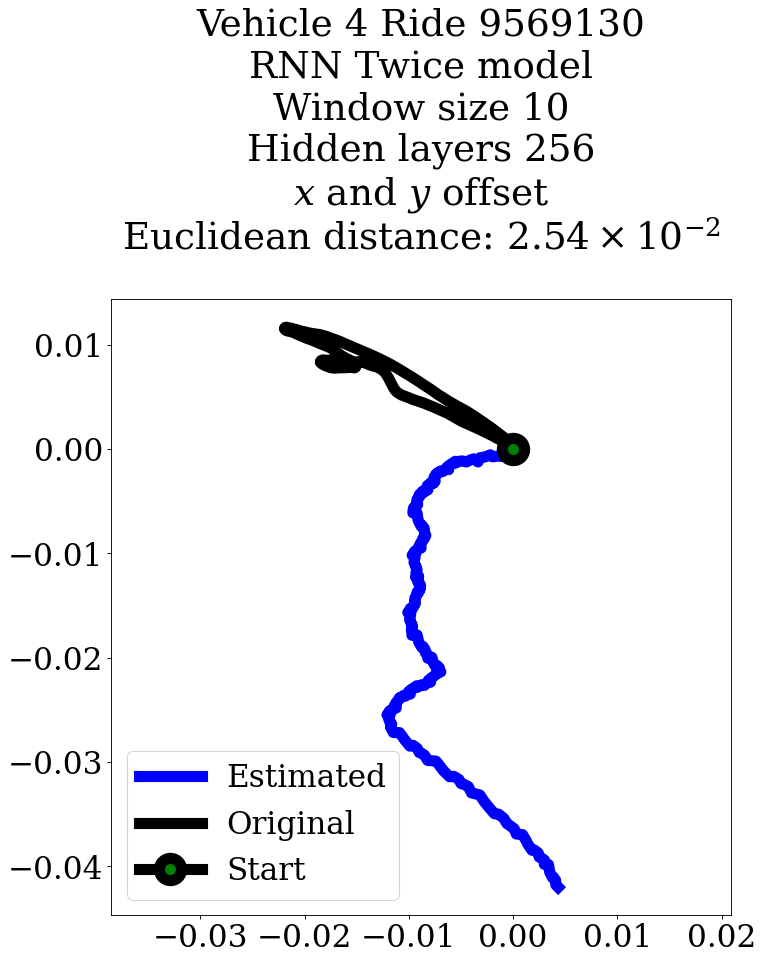 Vehicle 4 Ride 9569130
RNN Twice model
Window size 10
Hidden layers 256
x and y offset
Euclidean distance: 2.54 × 10⁻²
0.01
0.00
−0.01
−0.02
−0.03
−0.04
Estimated
Original
Start
−0.03 −0.02 −0.01 0.00 0.01 0.02